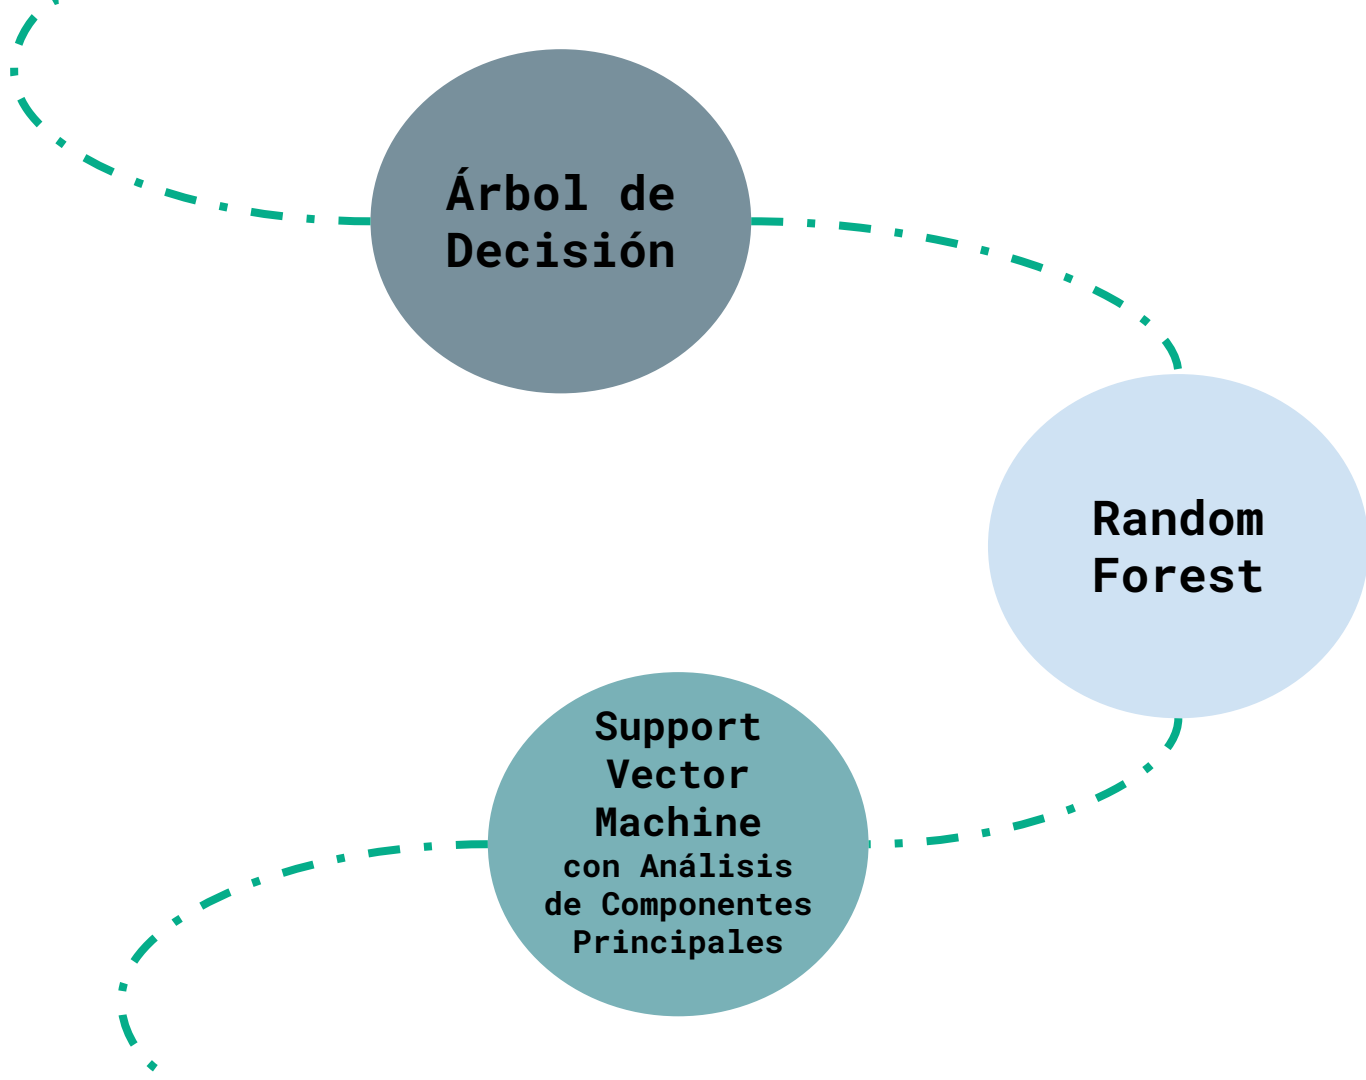 Árbol de
Decisión
Random
Forest
Support
Vector
Machine
con Análisis
de Componentes
Principales